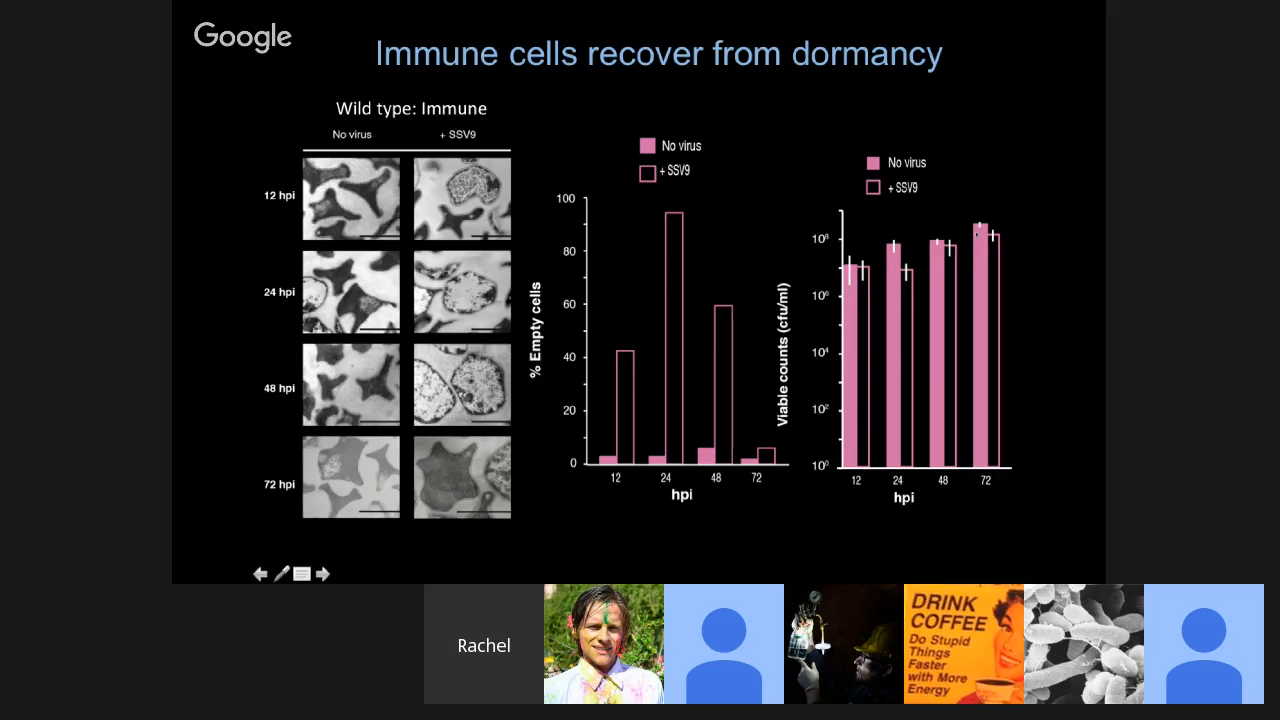 Google
Immune cells recover from dormancy
Wild type: Immune
No virus
+ SSV9
12 hpi
24 hpi
48 hpi
72 hpi
No virus
+ SSV9
100
80
60
40
20
0
% Empty cells
12
24
48
72
hpi
No virus
+ SSV9
10⁸
10⁶
10⁴
10²
10⁰
Viable counts (cfu/ml)
12
24
48
72
hpi
Rachel
DRINK
COFFEE
Do Stupid
Things
Faster
with More
Energy